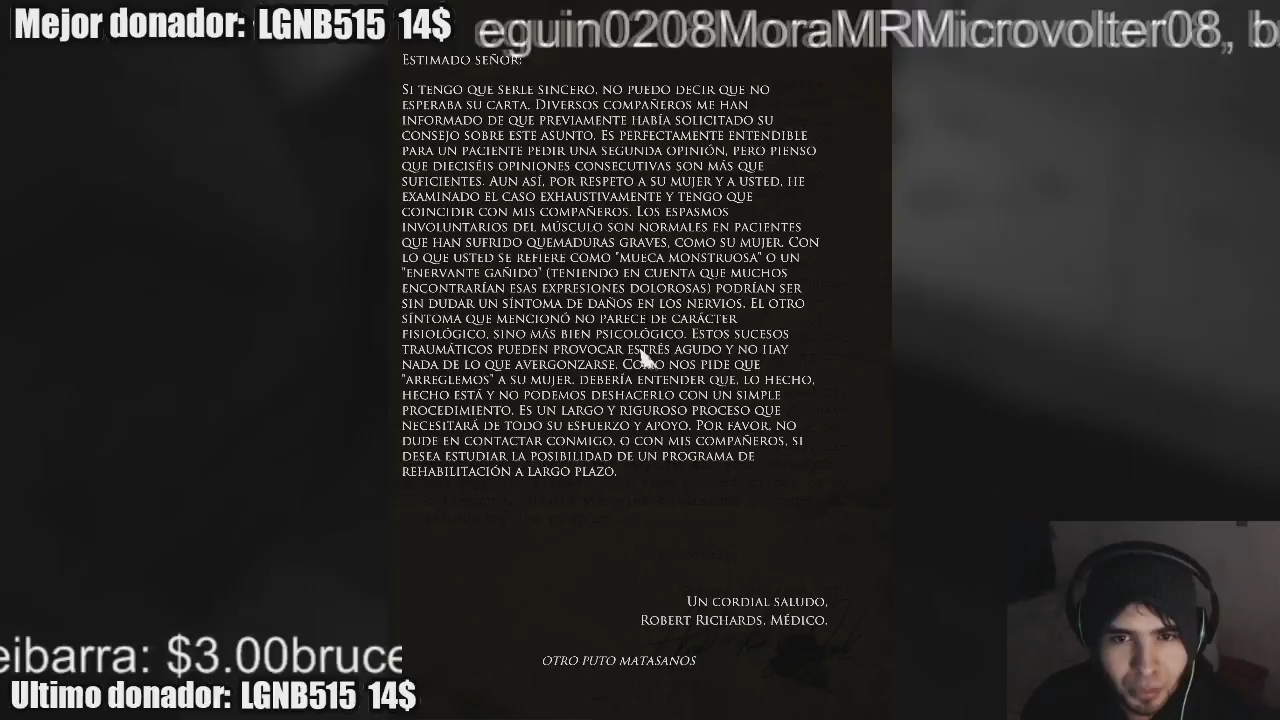 Mejor donador: LGNB515 14$
eguin0208MoraMRMicrovolter08, b
ESTIMADO SEÑOR:
SI TENGO QUE SERLE SINCERO, NO PUEDO DECIR QUE NO
ESPERABA SU CARTA. DIVERSOS COMPAÑEROS ME HAN
INFORMADO DE QUE PREVIAMENTE HABÍA SOLICITADO SU
CONSEJO SOBRE ESTE ASUNTO. ES PERFECTAMENTE ENTENDIBLE
PARA UN PACIENTE PEDIR UNA SEGUNDA OPINIÓN, PERO PIENSO
QUE DIECISÉIS OPINIONES CONSECUTIVAS SON MÁS QUE
SUFICIENTES. AUN ASÍ, POR RESPETO A SU MUJER Y A USTED, HE
EXAMINADO EL CASO EXHAUSTIVAMENTE Y TENGO QUE
COINCIDIR CON MIS COMPAÑEROS. LOS ESPASMOS
INVOLUNTARIOS DEL MÚSCULO SON NORMALES EN PACIENTES
QUE HAN SUFRIDO QUEMADURAS GRAVES, COMO SU MUJER. CON
LO QUE USTED SE REFIERE COMO "MUECA MONSTRUOSA" O UN
"ENERVANTE GAÑIDO" (TENIENDO EN CUENTA QUE MUCHOS
ENCONTRARÍAN ESAS EXPRESIONES DOLOROSAS) PODRÍAN SER
SIN DUDAR UN SÍNTOMA DE DAÑOS EN LOS NERVIOS. EL OTRO
SÍNTOMA QUE MENCIONÓ NO PARECE DE CARÁCTER
FISIOLÓGICO, SINO MÁS BIEN PSICOLÓGICO. ESTOS SUCESOS
TRAUMÁTICOS PUEDEN PROVOCAR ESTRÉS AGUDO Y NO HAY
NADA DE LO QUE AVERGONZARSE. COMO NOS PIDE QUE
"ARREGLEMOS" A SU MUJER, DEBERÍA ENTENDER QUE, LO HECHO,
HECHO ESTÁ Y NO PODEMOS DESHACERLO CON UN SIMPLE
PROCEDIMIENTO. ES UN LARGO Y RIGUROSO PROCESO QUE
NECESITARÁ DE TODO SU ESFUERZO Y APOYO. POR FAVOR, NO
DUDE EN CONTACTAR CONMIGO, O CON MIS COMPAÑEROS, SI
DESEA ESTUDIAR LA POSIBILIDAD DE UN PROGRAMA DE
REHABILITACIÓN A LARGO PLAZO.
UN CORDIAL SALUDO,
ROBERT RICHARDS, MÉDICO.
OTRO PUTO MATASANOS
eibarra: $3.00bruce
Ultimo donador: LGNB515 14$